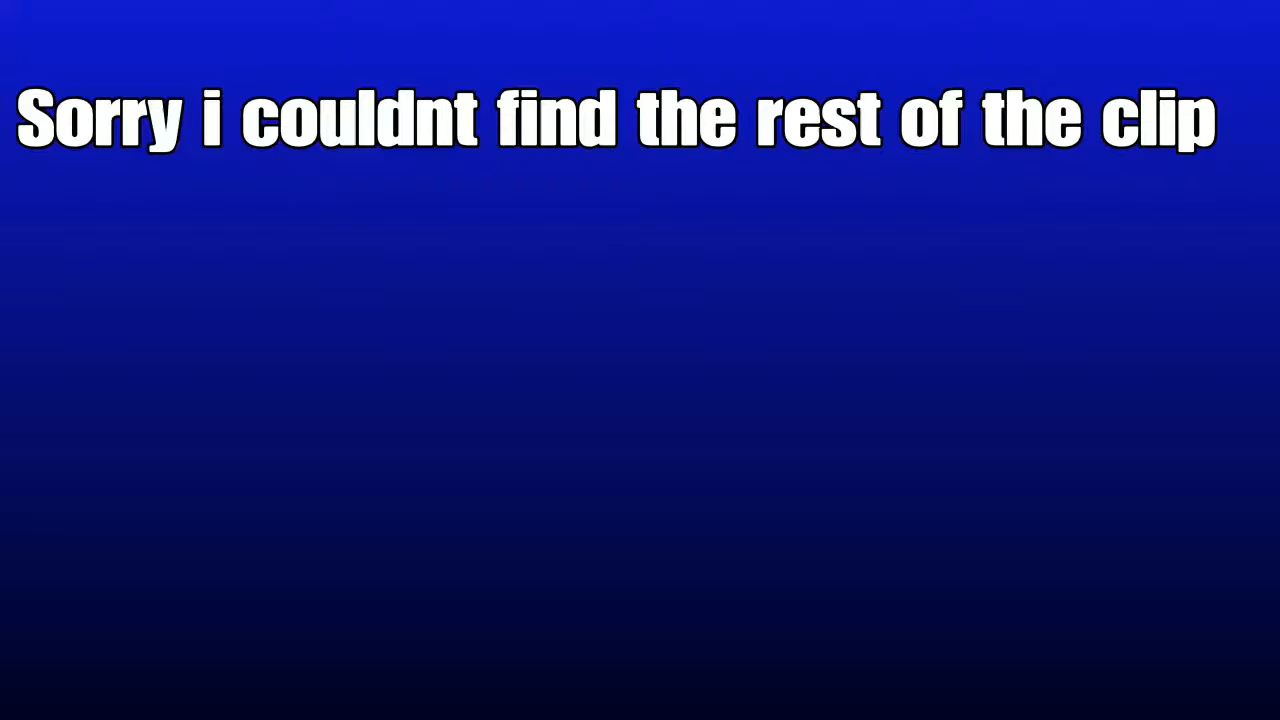 Sorry i couldnt find the rest of the clip